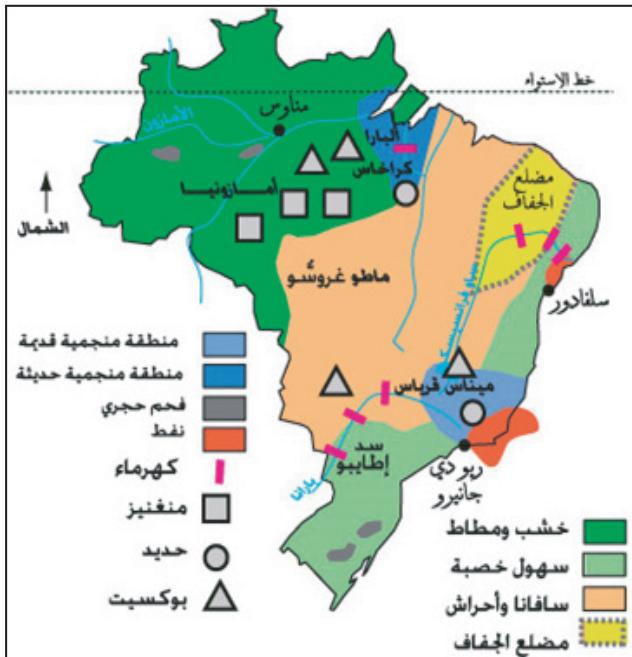 خط الاستواء
مناوس
الأمازون
البارا
كراخاس
أمازونيا
مضلع
الجفاف
الشمال
ماطو غروسو
ساو فرانسيسكو
سلفادور
ميناس قرباس
سد
إطايبو
بارانا
ريو دي
جانيرو
منطقة منجمية قديمة
منطقة منجمية حديثة
فحم حجري
نفط
كهرماء
منغنيز
حديد
بوكسيت
خشب ومطاط
سهول خصبة
سافانا وأحراش
مضلع الجفاف